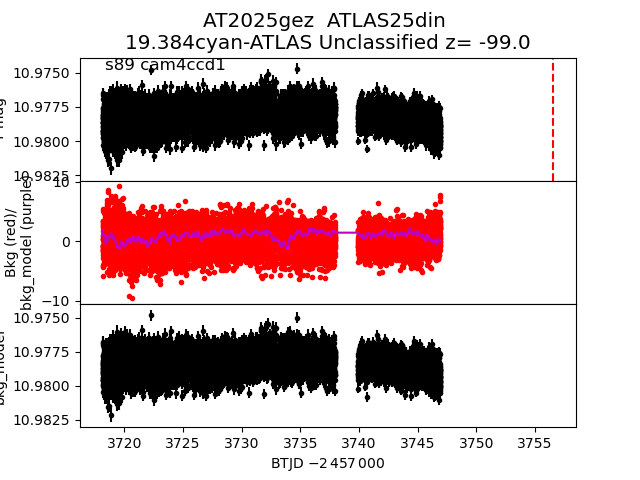 AT2025gez ATLAS25din
19.384cyan-ATLAS Unclassified z= -99.0
s89 cam4ccd1
10.9750
10.9775
10.9800
10.9825
mag
10
0
−10
Bkg (red)/
bkg_model (purple)
10.9750
10.9775
10.9800
10.9825
bkg_model
3720 3725 3730 3735 3740 3745 3750 3755
BTJD −2 457 000